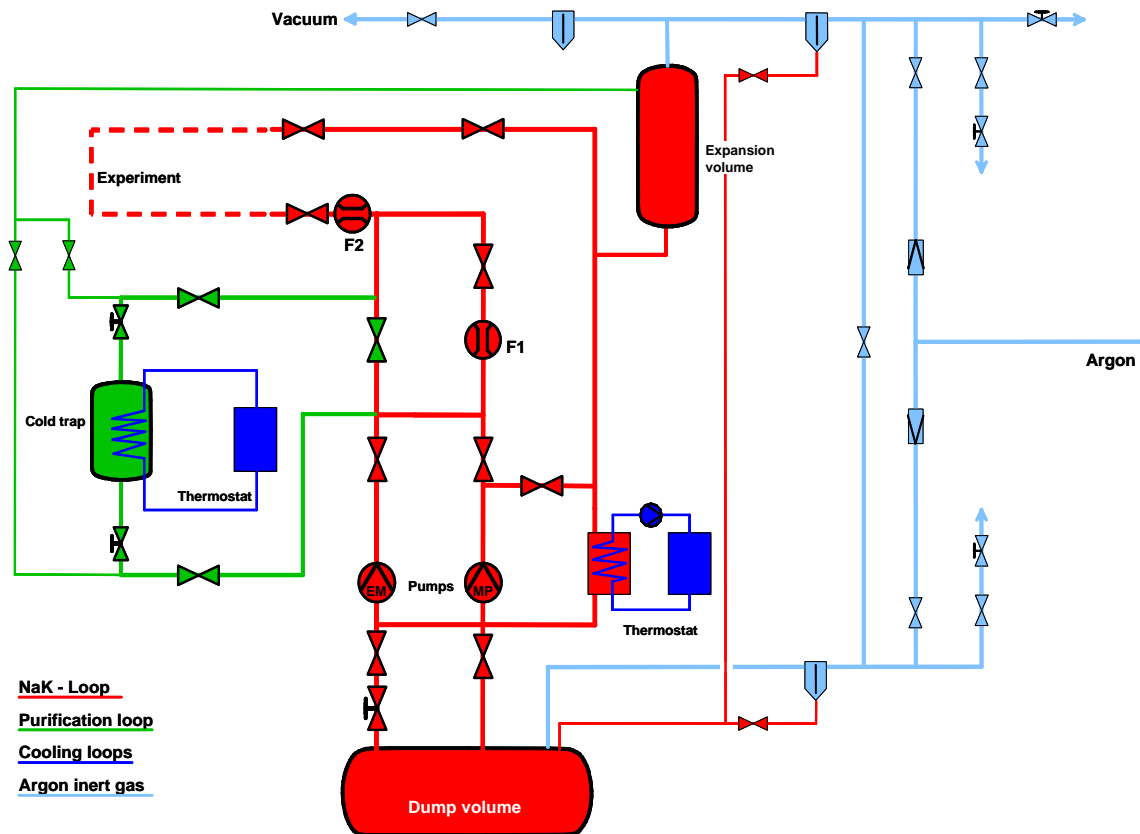 Vacuum
Expansion
volume
Experiment
F2
F1
Argon
Cold trap
Thermostat
EM
Pumps
MP
Thermostat
NaK - Loop
Purification loop
Cooling loops
Argon inert gas
Dump volume